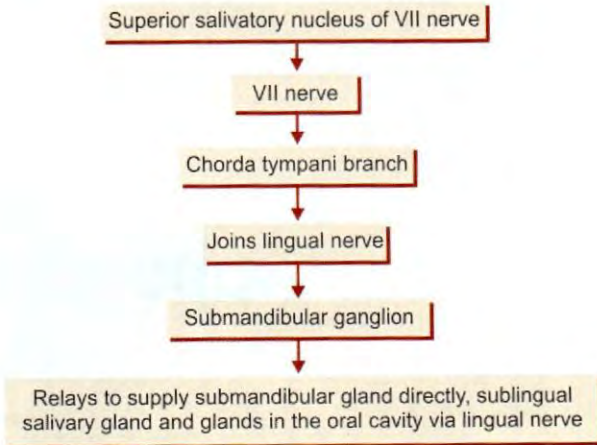 Superior salivatory nucleus of VII nerve
VII nerve
Chorda tympani branch
Joins lingual nerve
Submandibular ganglion
Relays to supply submandibular gland directly, sublingual
salivary gland and glands in the oral cavity via lingual nerve